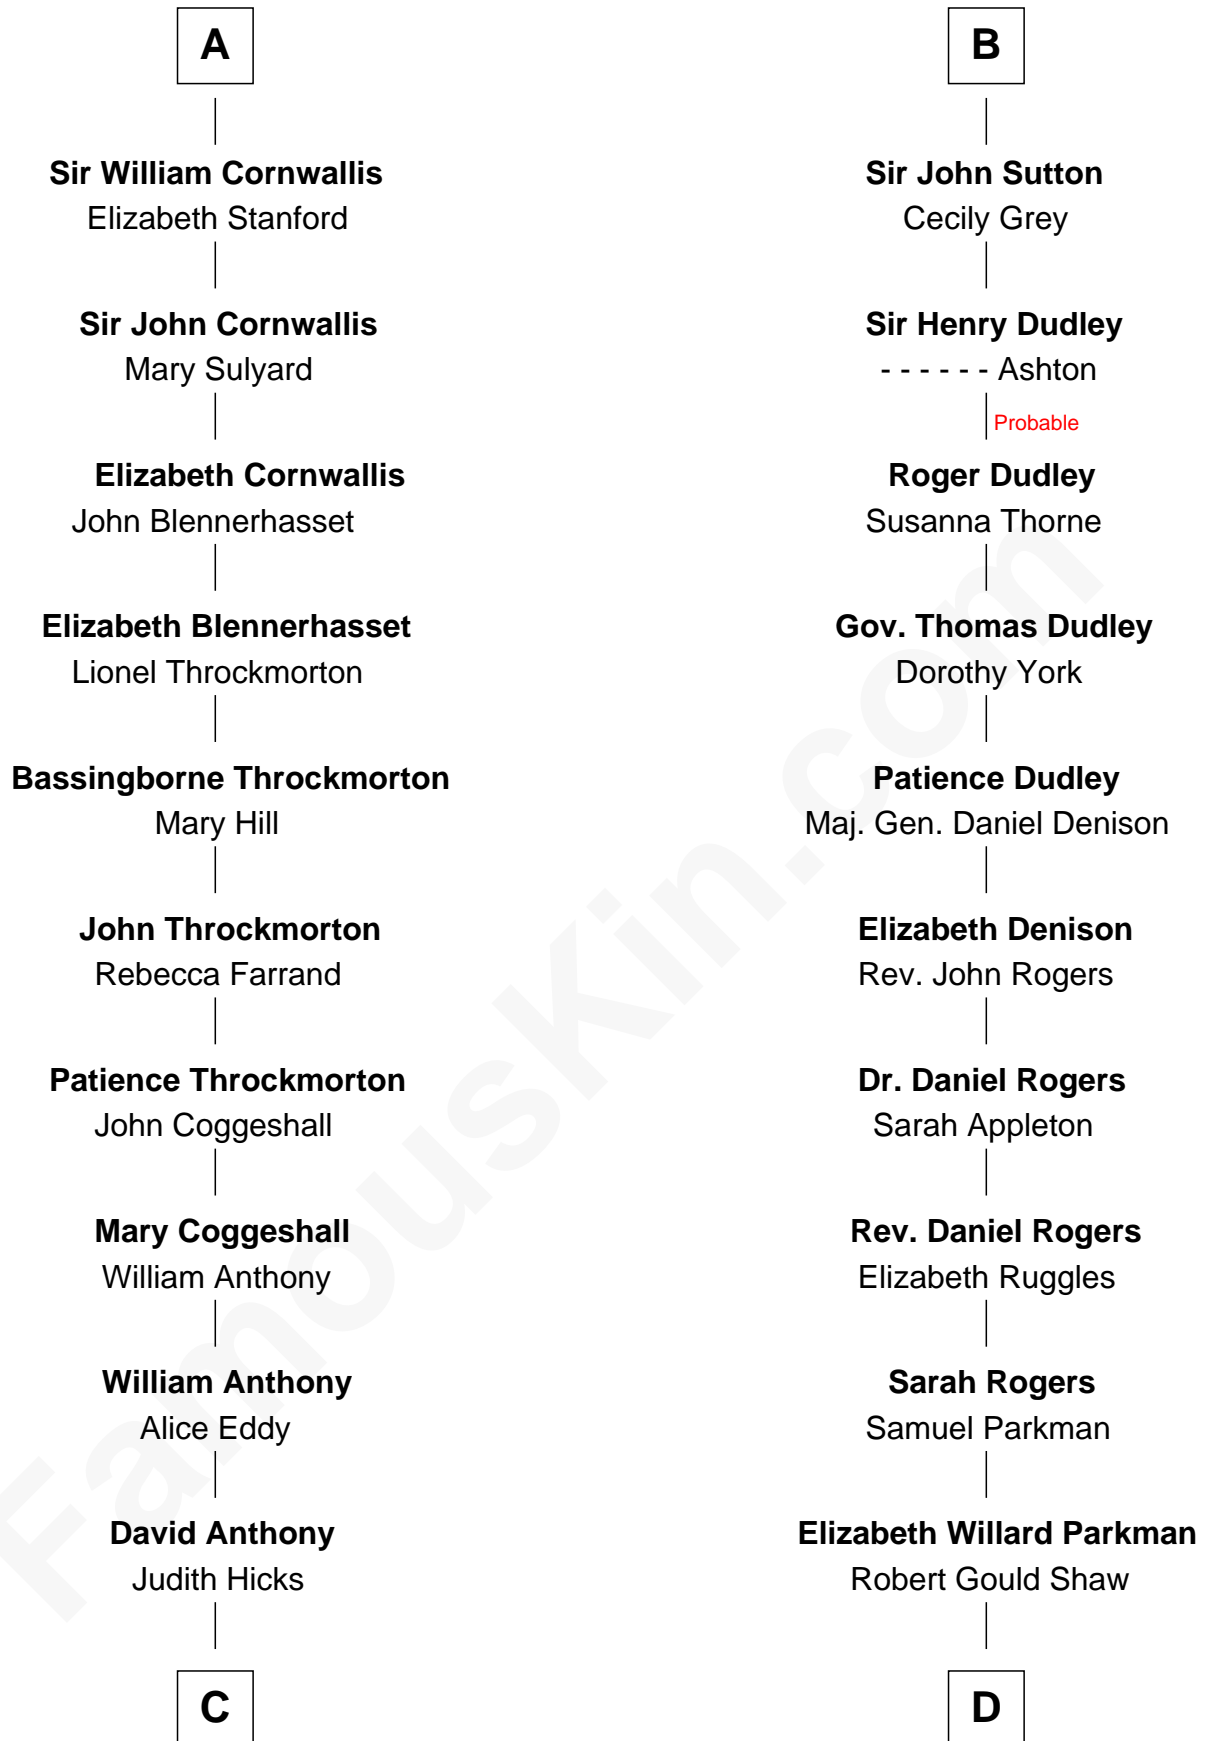 A
Sir William Cornwallis
Elizabeth Stanford
Sir John Cornwallis
Mary Sulyard
Elizabeth Cornwallis
John Blennerhasset
Elizabeth Blennerhasset
Lionel Throckmorton
Bassingborne Throckmorton
Mary Hill
John Throckmorton
Rebecca Farrand
Patience Throckmorton
John Coggeshall
Mary Coggeshall
William Anthony
William Anthony
Alice Eddy
David Anthony
Judith Hicks
C
B
Sir John Sutton
Cecily Grey
Sir Henry Dudley
- - - - - - Ashton
Probable
Roger Dudley
Susanna Thorne
Gov. Thomas Dudley
Dorothy York
Patience Dudley
Maj. Gen. Daniel Denison
Elizabeth Denison
Rev. John Rogers
Dr. Daniel Rogers
Sarah Appleton
Rev. Daniel Rogers
Elizabeth Ruggles
Sarah Rogers
Samuel Parkman
Elizabeth Willard Parkman
Robert Gould Shaw
D
FamousKin.com